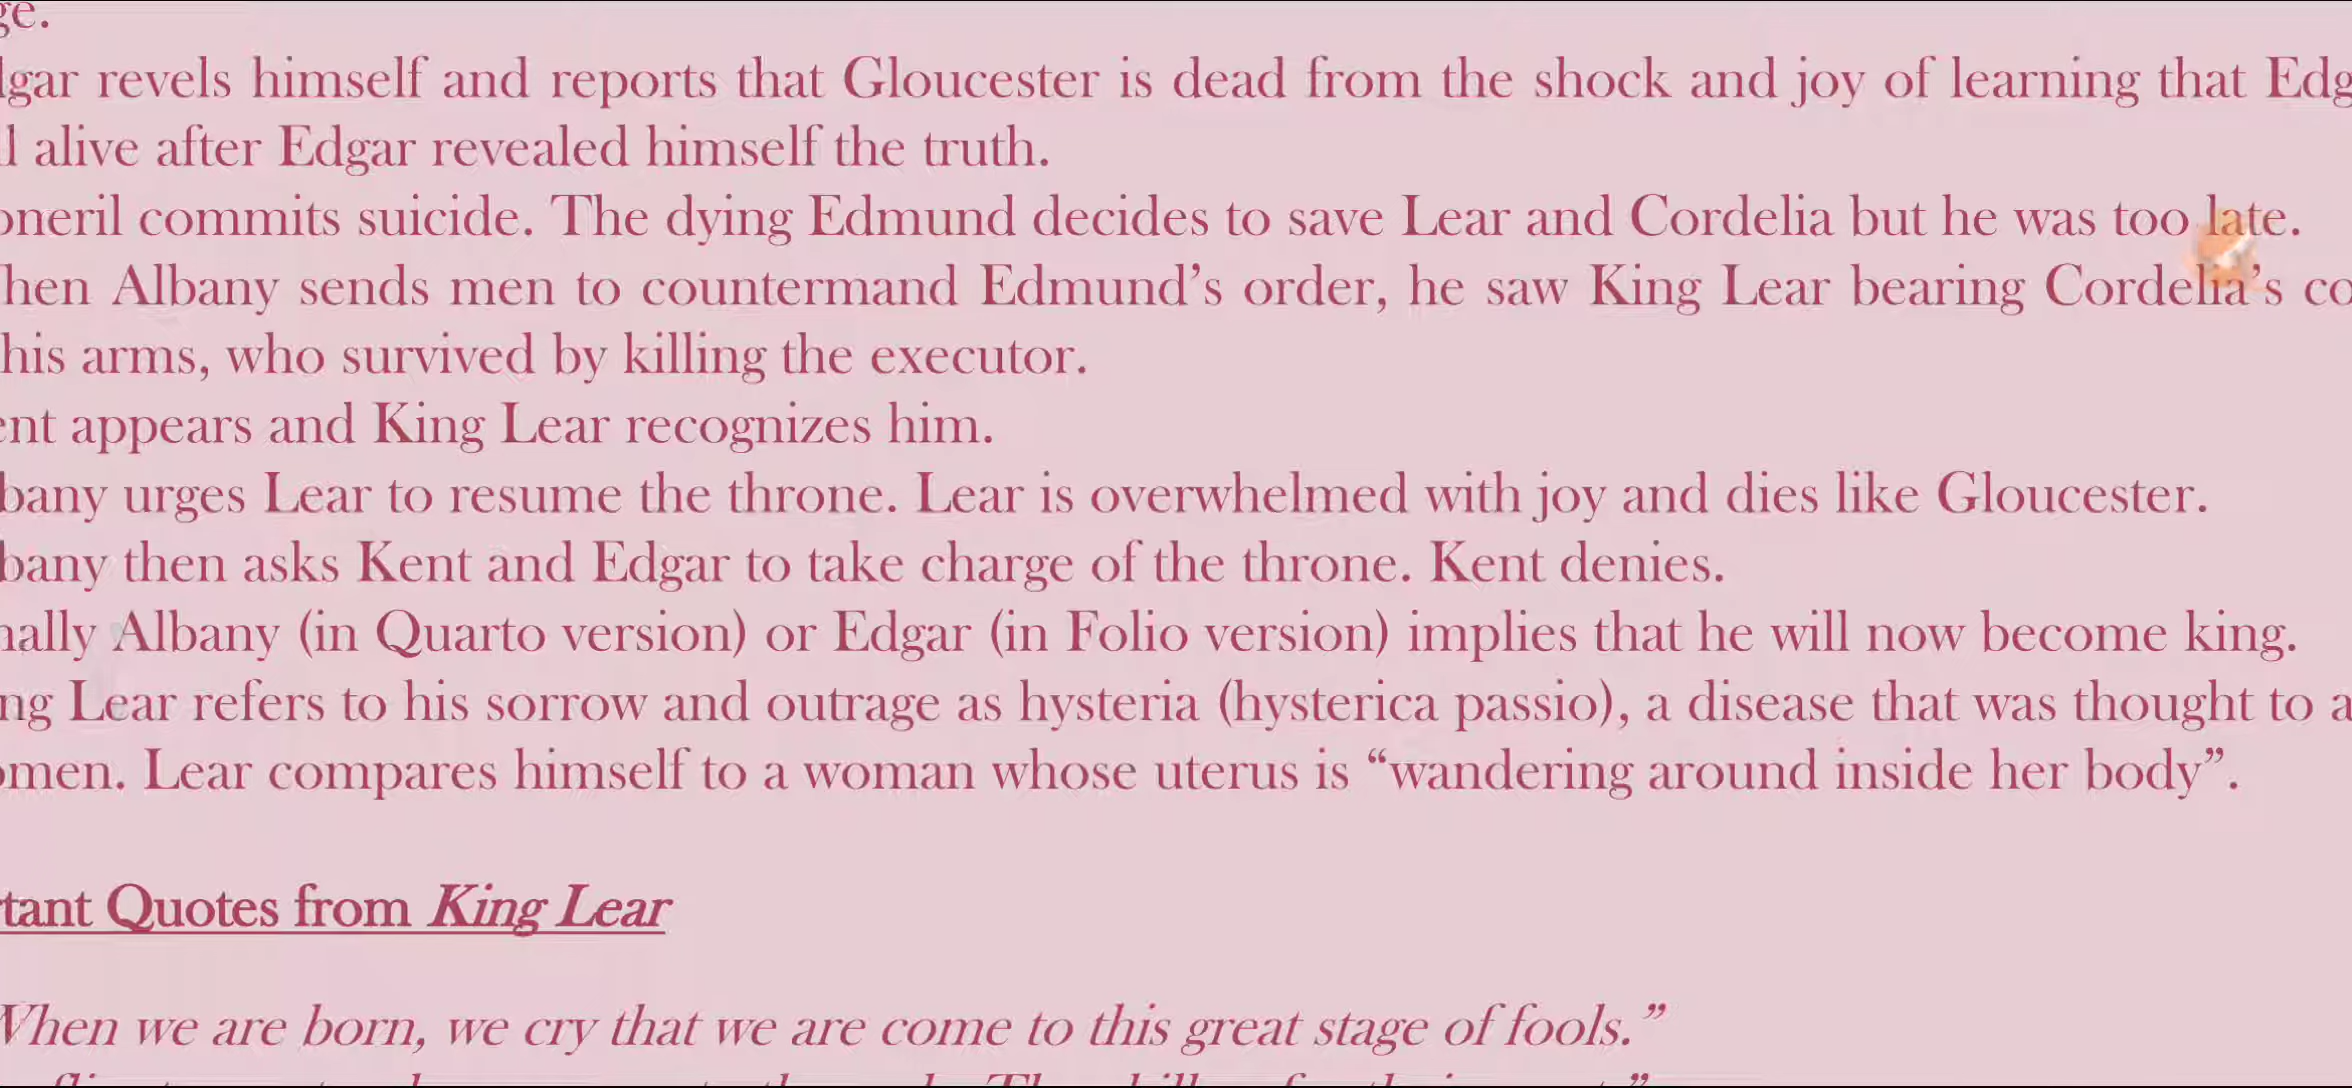 ge.
lgar revels himself and reports that Gloucester is dead from the shock and joy of learning that Edg
l alive after Edgar revealed himself the truth.
oneril commits suicide. The dying Edmund decides to save Lear and Cordelia but he was too late.
hen Albany sends men to countermand Edmund’s order, he saw King Lear bearing Cordelia’s co
his arms, who survived by killing the executor.
ent appears and King Lear recognizes him.
bany urges Lear to resume the throne. Lear is overwhelmed with joy and dies like Gloucester.
bany then asks Kent and Edgar to take charge of the throne. Kent denies.
nally Albany (in Quarto version) or Edgar (in Folio version) implies that he will now become king.
ng Lear refers to his sorrow and outrage as hysteria (hysterica passio), a disease that was thought to a
omen. Lear compares himself to a woman whose uterus is “wandering around inside her body”.
tant Quotes from King Lear
When we are born, we cry that we are come to this great stage of fools.”